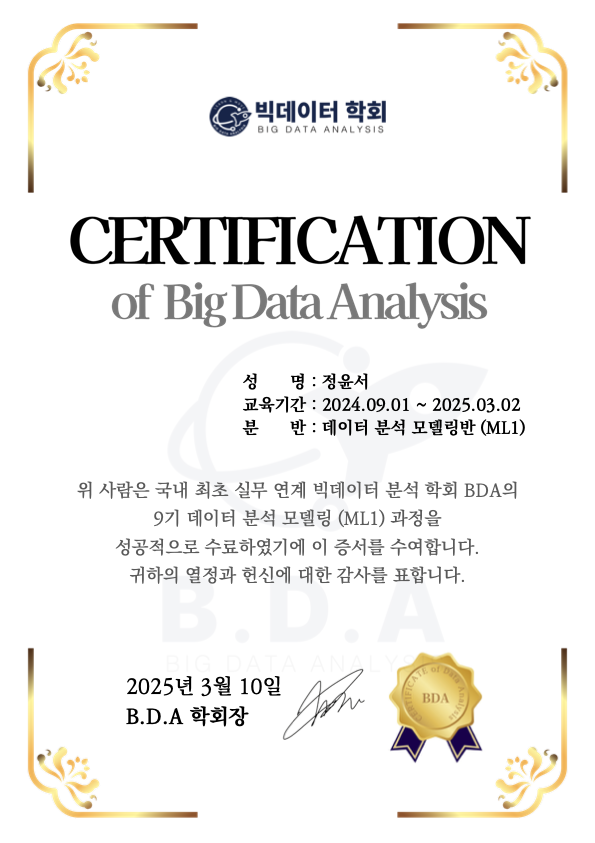 빅데이터 학회
BIG DATA ANALYSIS
CERTIFICATION
of Big Data Analysis
성 명 : 정윤서
교육기간 : 2024.09.01 ~ 2025.03.02
분 반 : 데이터 분석 모델링반 (ML1)
위 사람은 국내 최초 실무 연계 빅데이터 분석 학회 BDA의
9기 데이터 분석 모델링 (ML1) 과정을
성공적으로 수료하였기에 이 증서를 수여합니다.
귀하의 열정과 헌신에 대한 감사를 표합니다.
B.D.A
BIG DATA ANALYSIS
2025년 3월 10일
B.D.A 학회장
CERTIFICATE of Data Analysis
BDA